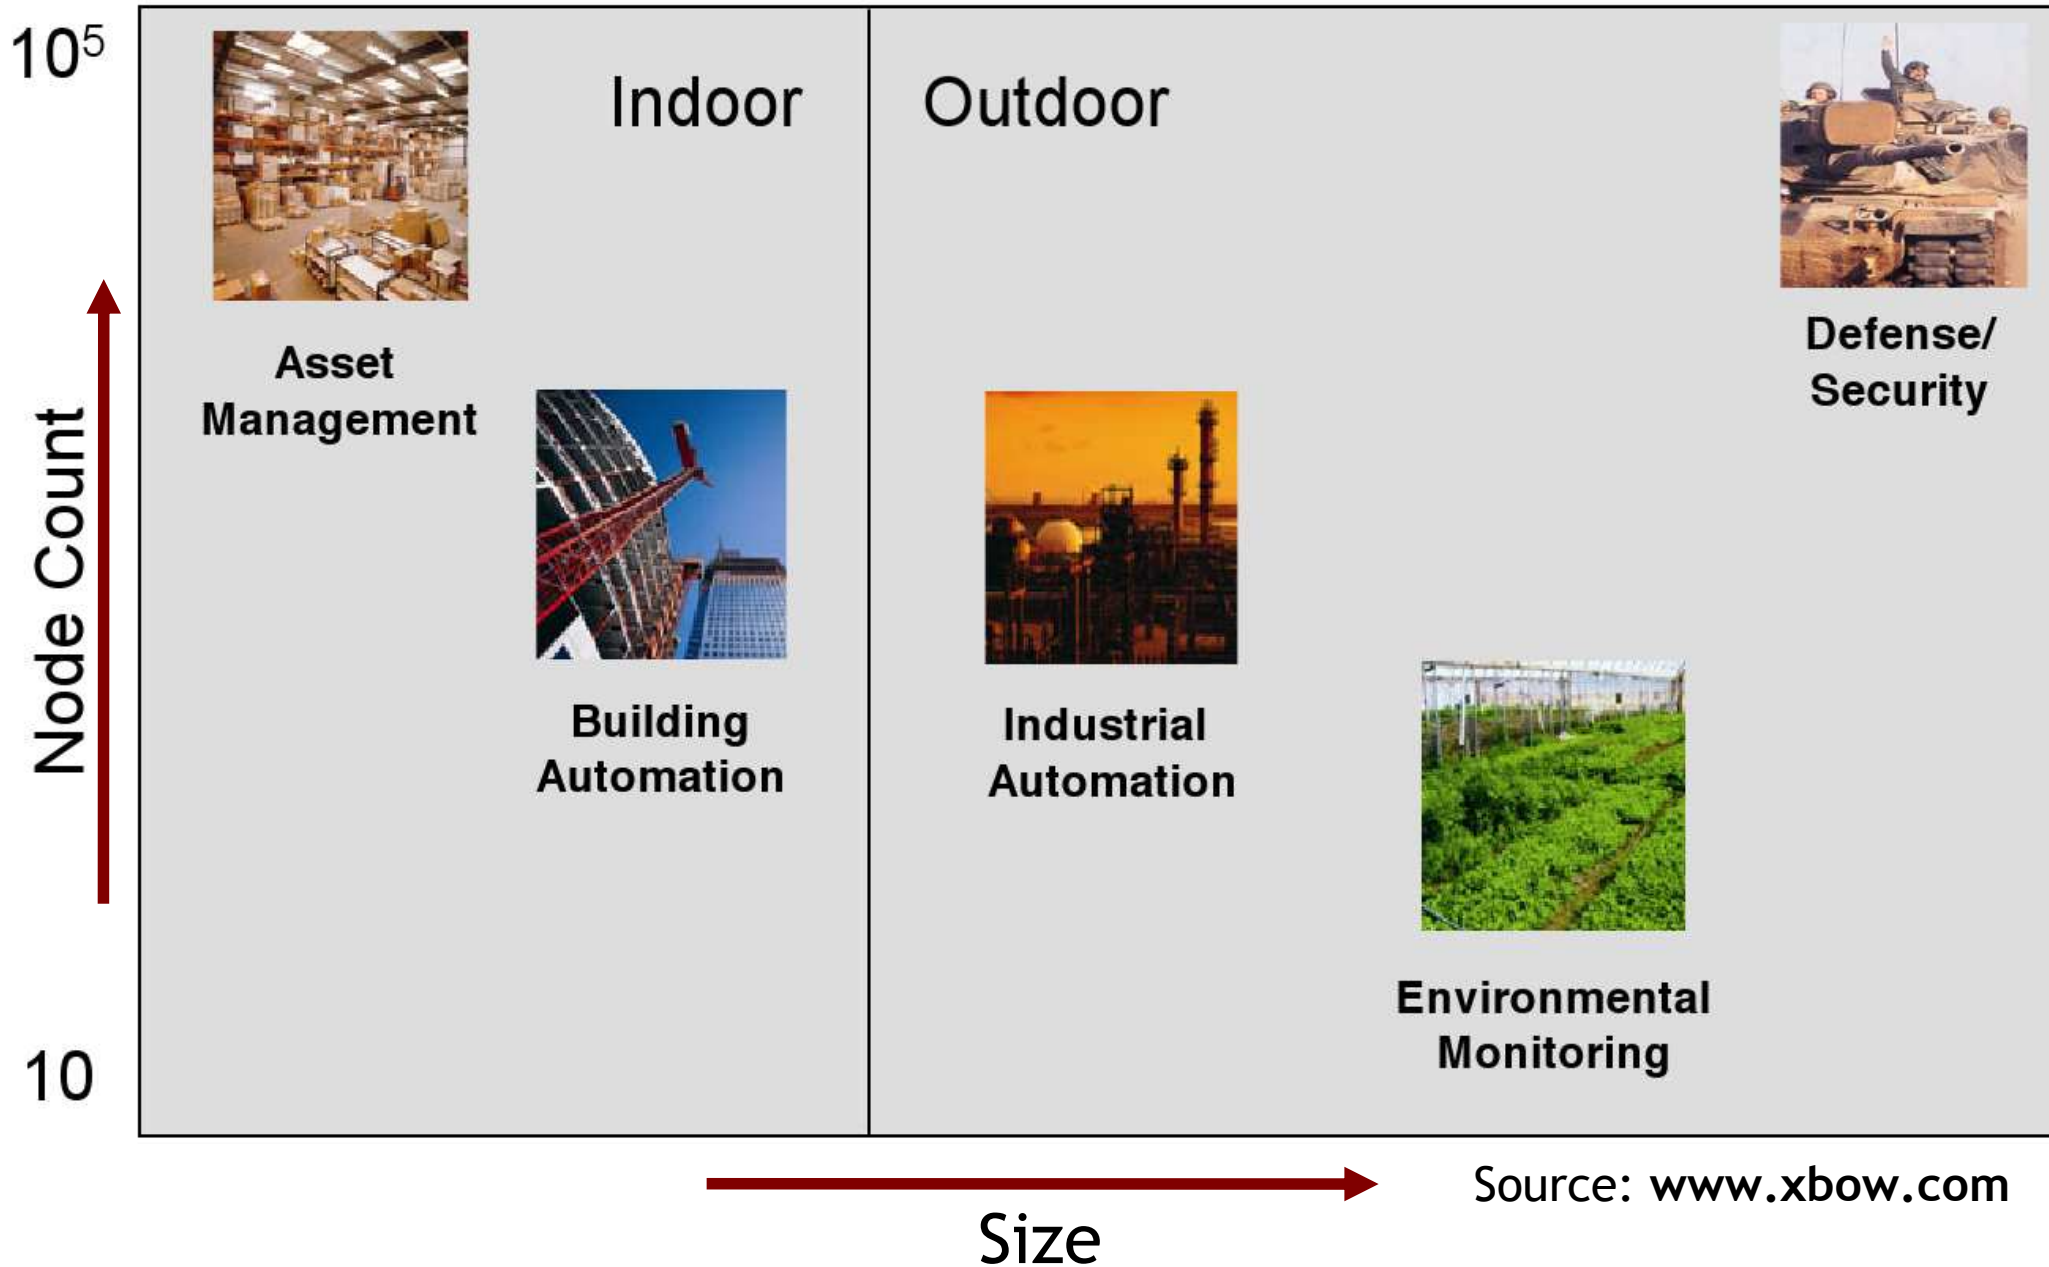 10⁵
Indoor
Outdoor
Asset
Management
Defense/
Security
Node Count
Building
Automation
Industrial
Automation
Environmental
Monitoring
10
Source: www.xbow.com
Size